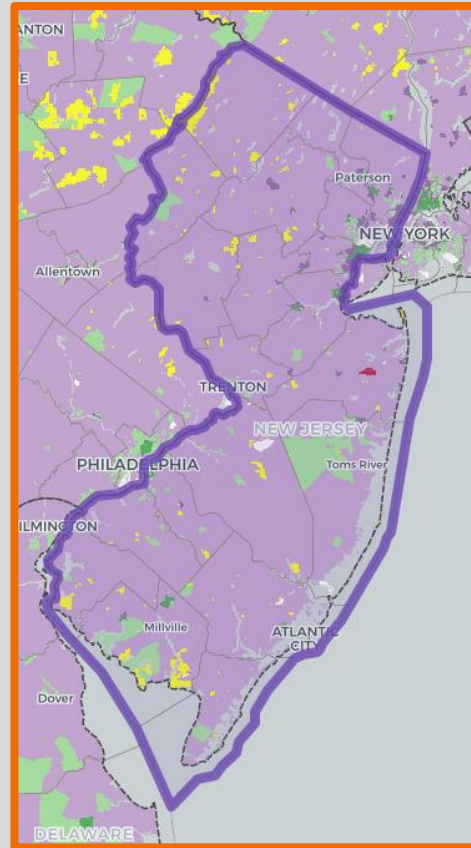 ANTON
E
Paterson
NEW YORK
Allentown
TRENTON
NEW JERSEY
Toms River
PHILADELPHIA
ILMINGTON
Millville
ATLANTIC
CITY
Dover
DELAWARE